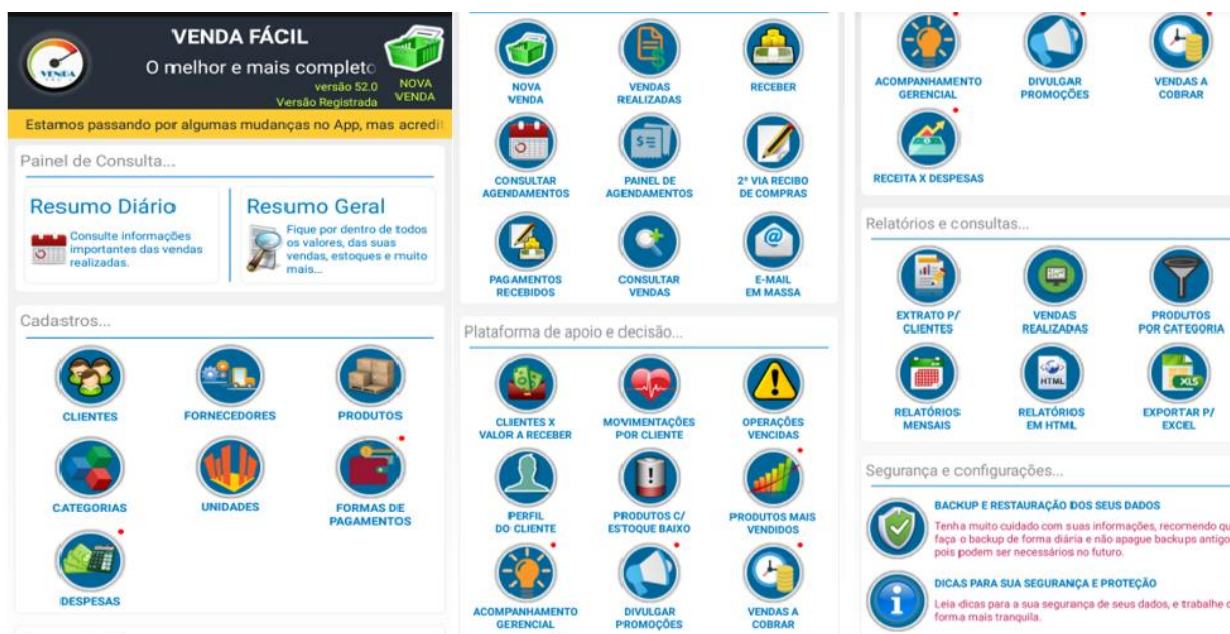 VENDA FÁCIL
O melhor e mais completo
versão 52.0
Versão Registrada
NOVA
VENDA
VENDA
Estamos passando por algumas mudanças no App, mas acredit
Painel de Consulta...
Resumo Diário
Consulte informações
importantes das vendas
realizadas.
Resumo Geral
Fique por dentro de todos
os valores, das suas
vendas, estoques e muito
mais...
Cadastros...
CLIENTES
FORNECEDORES
PRODUTOS
CATEGORIAS
UNIDADES
FORMAS DE
PAGAMENTOS
DESPESAS
NOVA
VENDA
VENDAS
REALIZADAS
RECEBER
CONSULTAR
AGENDAMENTOS
PAINEL DE
AGENDAMENTOS
2ª VIA RECIBO
DE COMPRAS
PAGAMENTOS
RECEBIDOS
CONSULTAR
VENDAS
E-MAIL
EM MASSA
Plataforma de apoio e decisão...
CLIENTES X
VALOR A RECEBER
MOVIMENTAÇÕES
POR CLIENTE
OPERAÇÕES
VENCIDAS
PERFIL
DO CLIENTE
PRODUTOS C/
ESTOQUE BAIXO
PRODUTOS MAIS
VENDIDOS
ACOMPANHAMENTO
GERENCIAL
DIVULGAR
PROMOÇÕES
VENDAS A
COBRAR
ACOMPANHAMENTO
GERENCIAL
DIVULGAR
PROMOÇÕES
VENDAS A
COBRAR
RECEITA X DESPESAS
Relatórios e consultas...
EXTRATO P/
CLIENTES
VENDAS
REALIZADAS
PRODUTOS
POR CATEGORIA
RELATÓRIOS
MENSAIS
HTML
RELATÓRIOS
EM HTML
XLS
EXPORTAR P/
EXCEL
Segurança e configurações...
BACKUP E RESTAURAÇÃO DOS SEUS DADOS
Tenha muito cuidado com suas informações, recomendo qu
faça o backup de forma diária e não apague backups antigo
pois podem ser necessários no futuro.
DICAS PARA SUA SEGURANÇA E PROTEÇÃO
Leia dicas para a sua segurança de seus dados, e trabalhe d
forma mais tranquila.